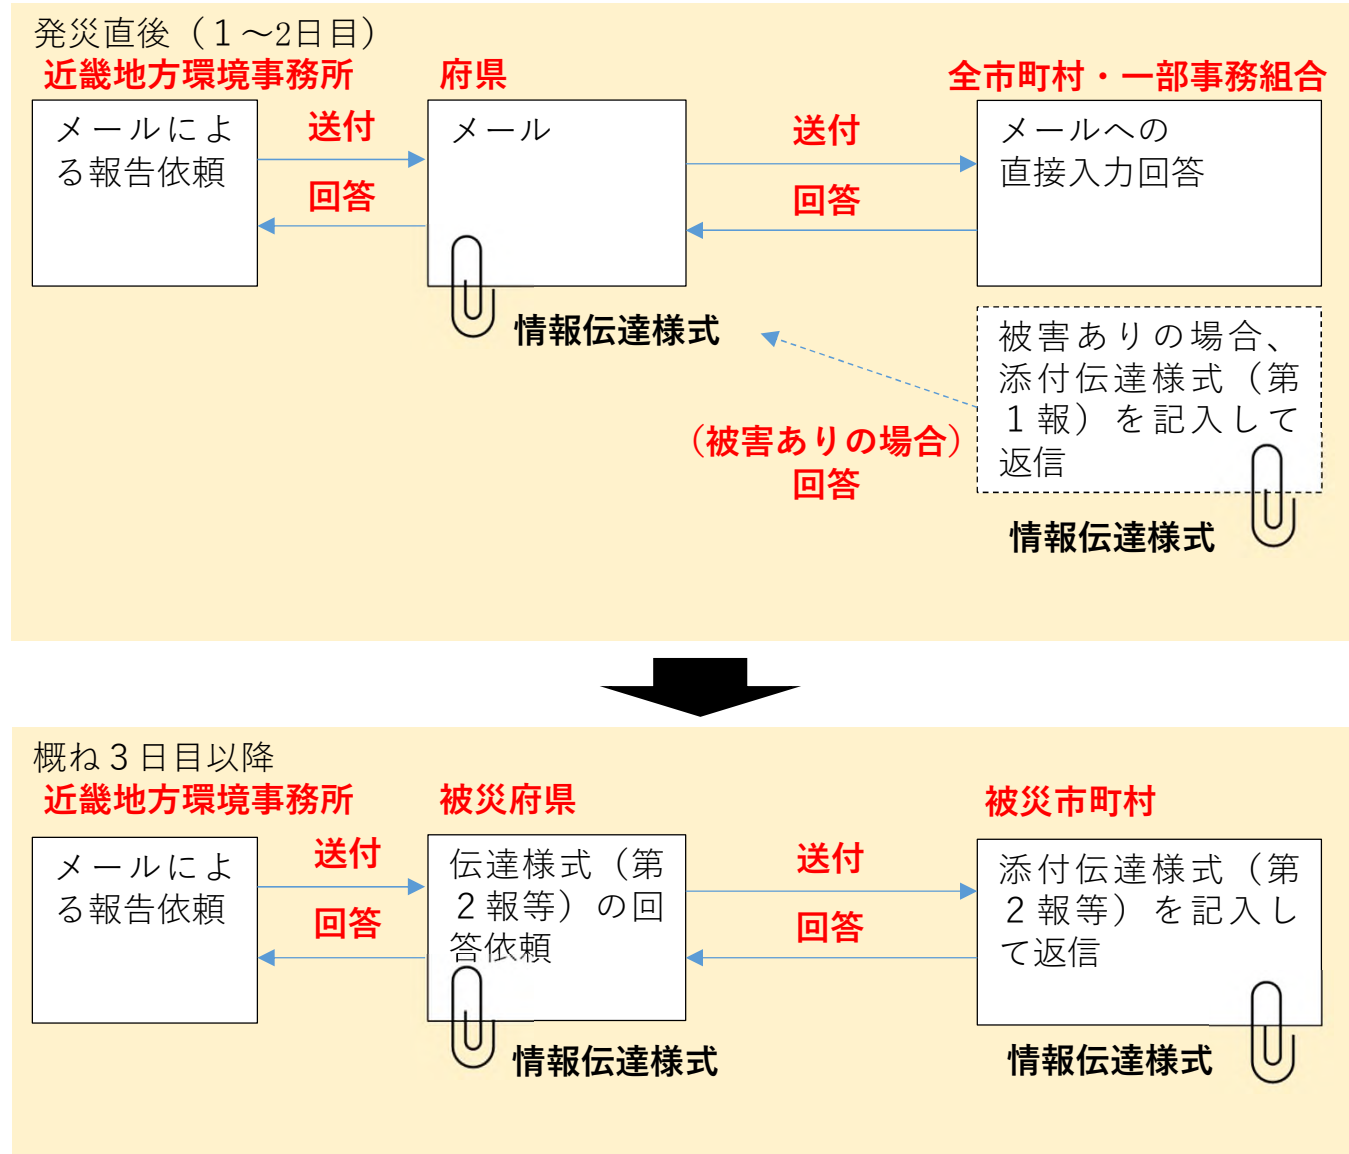 発災直後（１～2日目）
近畿地方環境事務所
府県
全市町村・一部事務組合
メールによ
る報告依頼
送付
回答
メール
送付
回答
メールへの
直接入力回答
情報伝達様式
被害ありの場合、
添付伝達様式（第
１報）を記入して
返信
（被害ありの場合）
回答
情報伝達様式
概ね３日目以降
近畿地方環境事務所
被災府県
被災市町村
メールによ
る報告依頼
送付
回答
伝達様式（第
２報等）の回
答依頼
送付
回答
添付伝達様式（第
２報等）を記入し
て返信
情報伝達様式
情報伝達様式